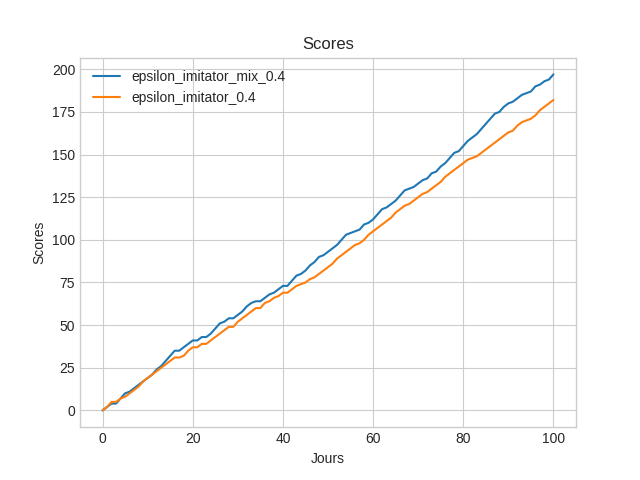 Scores
epsilon_imitator_mix_0.4
epsilon_imitator_0.4
Scores
200
175
150
125
100
75
50
25
0
0 20 40 60 80 100
Jours